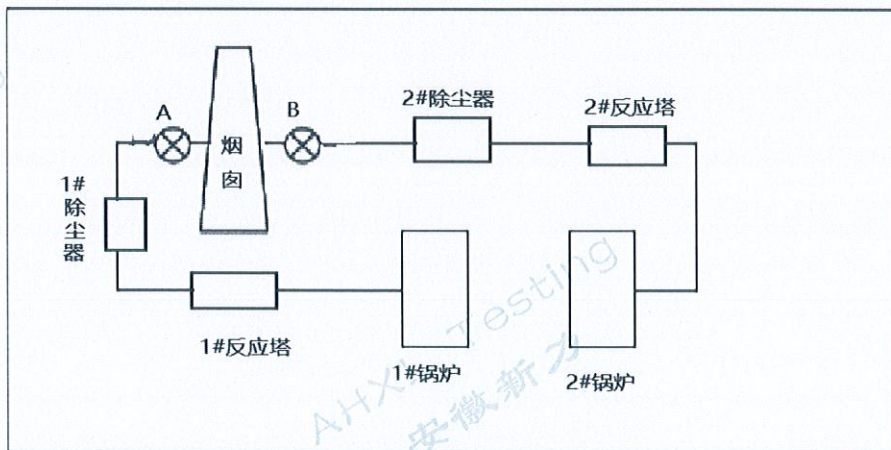 A
B
2#除尘器
2#反应塔
烟
囱
1#
除
尘
器
1#反应塔
1#锅炉
2#锅炉
AHXL Testing
安徽新力